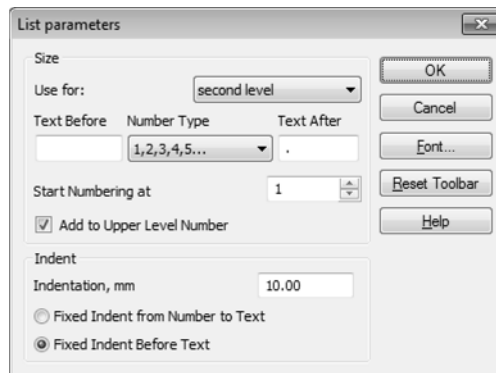 List parameters
Size
Use for: second level
Text Before Number Type Text After
1,2,3,4,5... .
Start Numbering at 1
Add to Upper Level Number
Indent
Indentation, mm 10.00
Fixed Indent from Number to Text
Fixed Indent Before Text
OK
Cancel
Font...
Reset Toolbar
Help